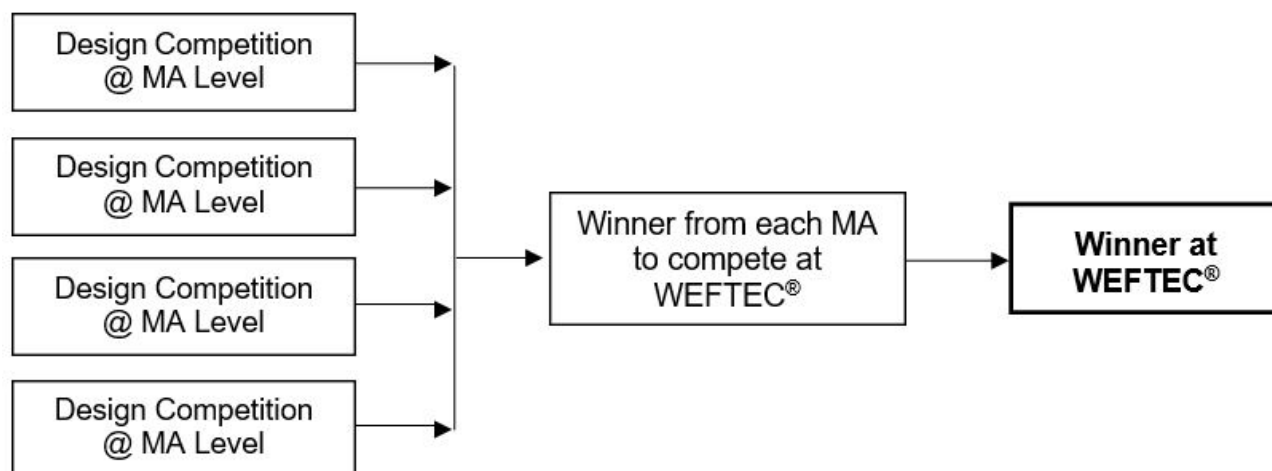 Design Competition
@ MA Level
Design Competition
@ MA Level
Design Competition
@ MA Level
Design Competition
@ MA Level
Winner from each MA
to compete at
WEFTEC®
Winner at
WEFTEC®